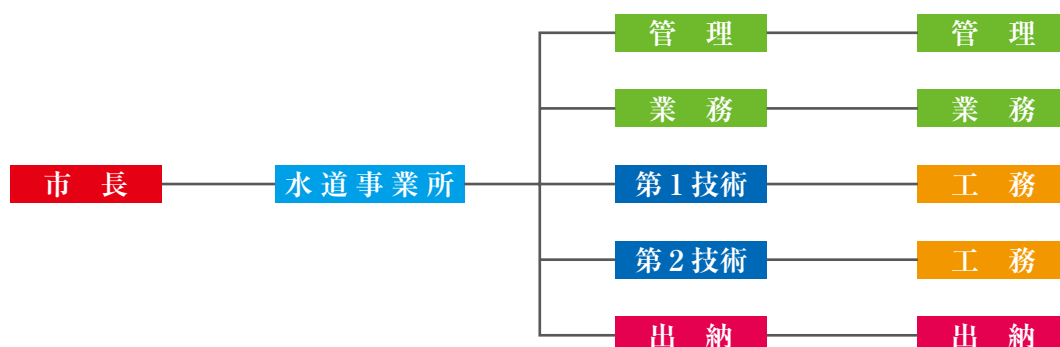 管 理 管 理
業 務 業 務
市 長 水道事業所 第1技術 工 務
第2技術 工 務
出 納 出 納